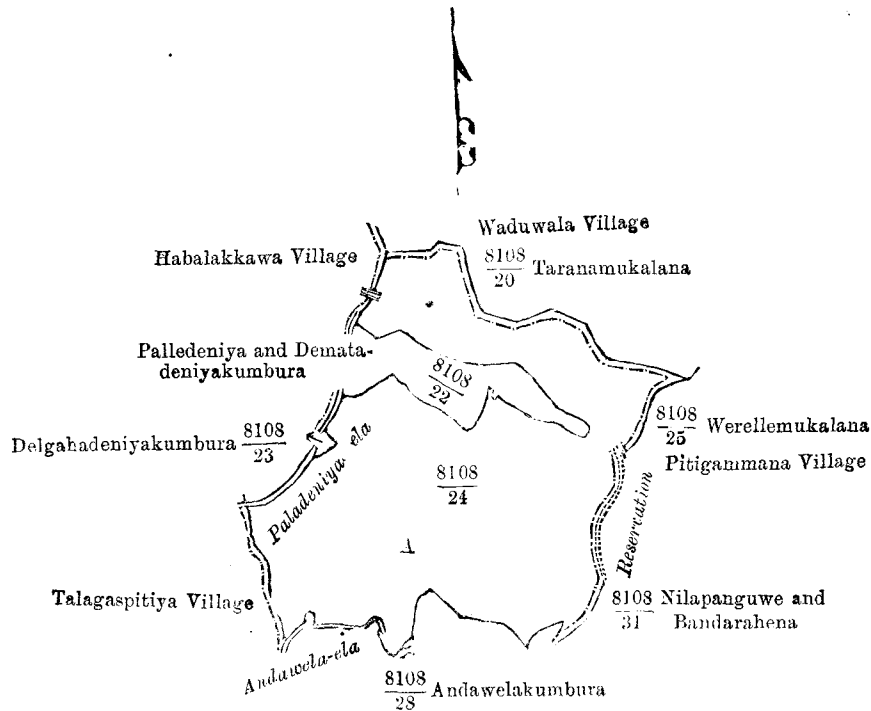 Waduwala Village
Habalakkawa Village
8108
20 Taranamukalana
Palledeniya and Demata-
deniyakumbura
8108
22
8108
25 Werellemukalana
Pitigammana Village
Delgahadeniyakumbura 8108
23
Paladeniya ela
8108
24
Reservation
A
Talagaspitiya Village
8108
31 Nilapanguwe and
Bandarahena
Andawela-ela
8108
28 Andawelakumbura